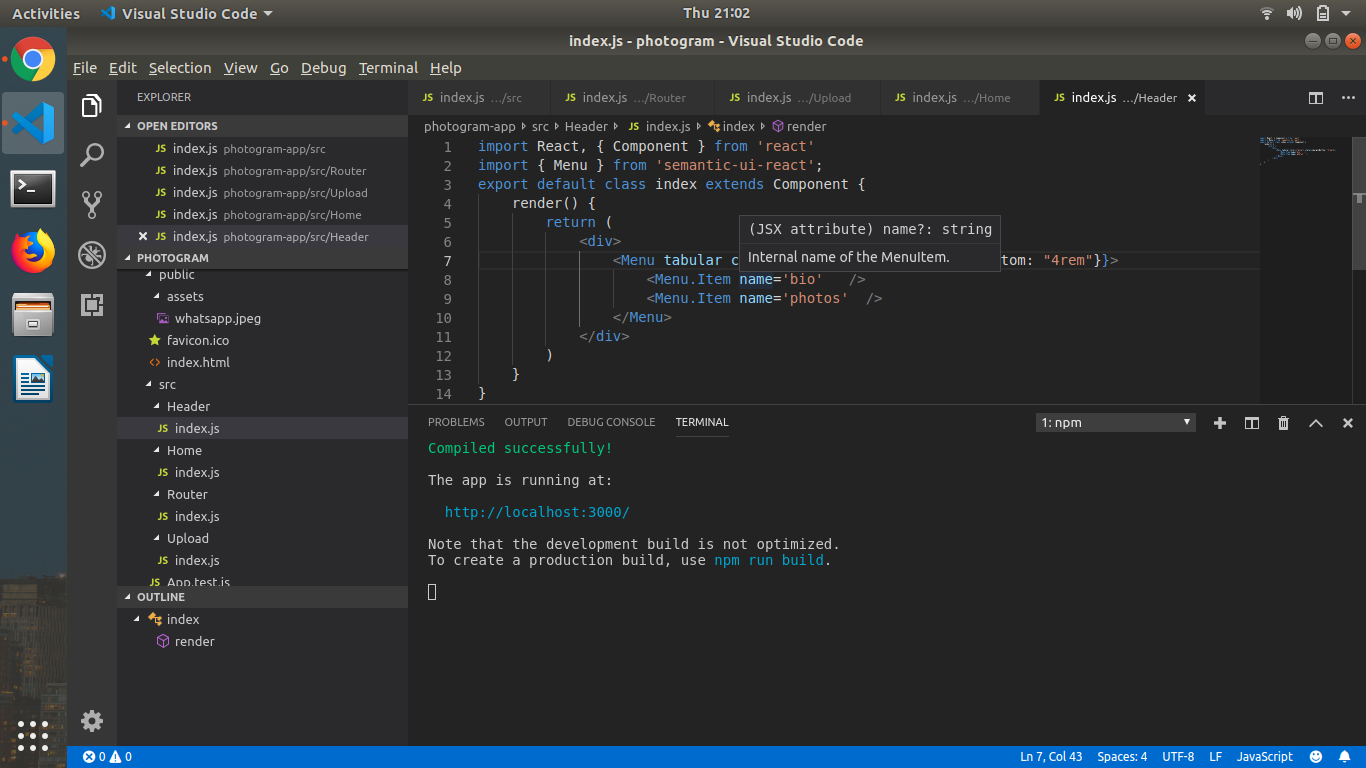 Activities Visual Studio Code Thu 21:02
index.js - photogram - Visual Studio Code
File Edit Selection View Go Debug Terminal Help
EXPLORER
OPEN EDITORS
JS index.js photogram-app/src
JS index.js photogram-app/src/Router
JS index.js photogram-app/src/Upload
JS index.js photogram-app/src/Home
JS index.js photogram-app/src/Header
PHOTOGRAM
public
assets
whatsapp.jpeg
favicon.ico
<> index.html
src
Header
JS index.js
Home
JS index.js
Router
JS index.js
Upload
JS index.js
JS App.test.js
OUTLINE
index
render
JS index.js .../src JS index.js .../Router JS index.js .../Upload JS index.js .../Home JS index.js .../Header
photogram-app › src › Header › JS index.js › index › render
1 import React, { Component } from 'react'
2 import { Menu } from 'semantic-ui-react';
3 export default class index extends Component {
4 render() {
5 return (
6 <div>
(JSX attribute) name?: string
Internal name of the MenuItem.
7 <Menu tabular c tom: "4rem"}}>
8 <Menu.Item name='bio' />
9 <Menu.Item name='photos' />
10 </Menu>
11 </div>
12 )
13 }
14 }
PROBLEMS OUTPUT DEBUG CONSOLE TERMINAL 1: npm
Compiled successfully!
The app is running at:
http://localhost:3000/
Note that the development build is not optimized.
To create a production build, use npm run build.
0 0 Ln 7, Col 43 Spaces: 4 UTF-8 LF JavaScript